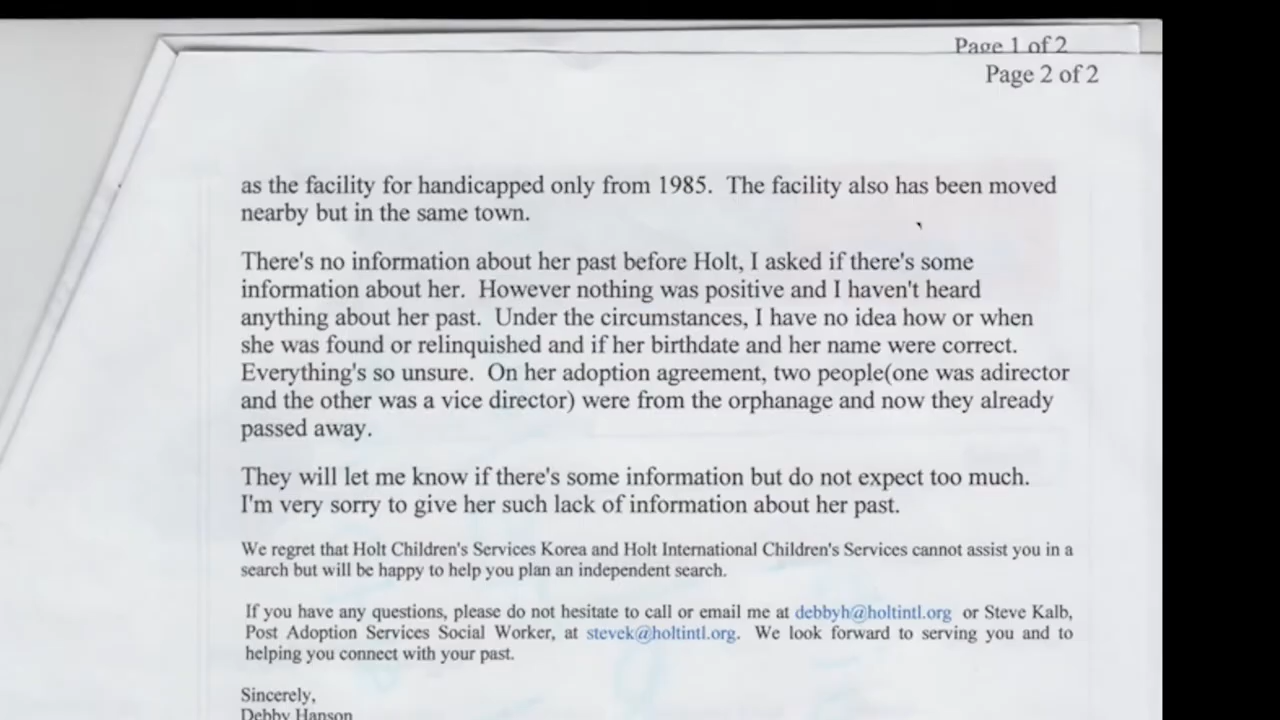 Page 1 of 2
Page 2 of 2
as the facility for handicapped only from 1985. The facility also has been moved
nearby but in the same town.
There's no information about her past before Holt, I asked if there's some
information about her. However nothing was positive and I haven't heard
anything about her past. Under the circumstances, I have no idea how or when
she was found or relinquished and if her birthdate and her name were correct.
Everything's so unsure. On her adoption agreement, two people(one was adirector
and the other was a vice director) were from the orphanage and now they already
passed away.
They will let me know if there's some information but do not expect too much.
I'm very sorry to give her such lack of information about her past.
We regret that Holt Children's Services Korea and Holt International Children's Services cannot assist you in a
search but will be happy to help you plan an independent search.
If you have any questions, please do not hesitate to call or email me at debbyh@holtintl.org or Steve Kalb,
Post Adoption Services Social Worker, at stevek@holtintl.org. We look forward to serving you and to
helping you connect with your past.
Sincerely,
Debby Hanson